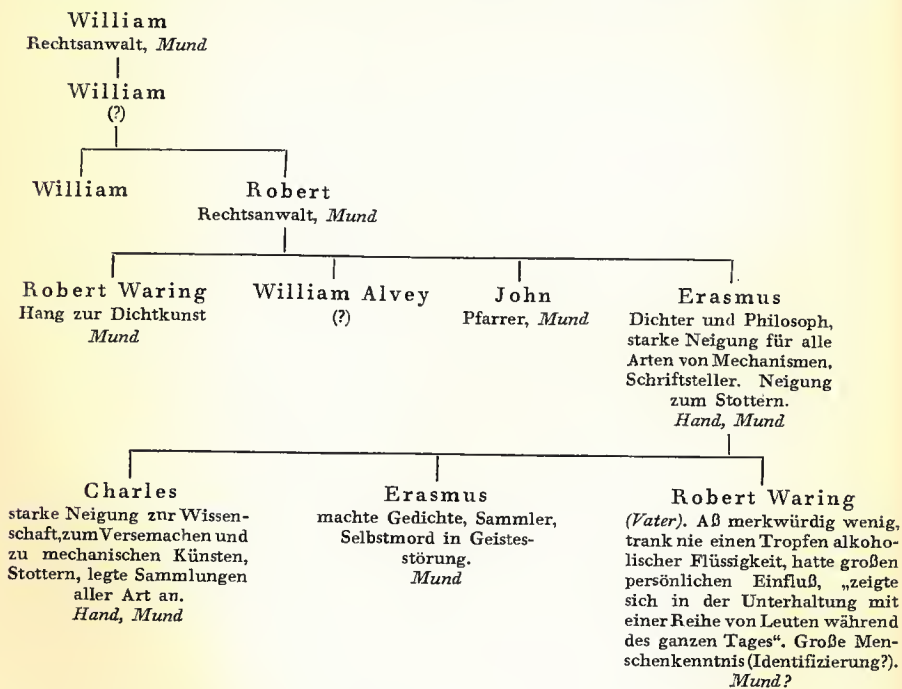 William
Rechtsanwalt, Mund
William
(?)
William
Robert
Rechtsanwalt, Mund
Robert Waring
Hang zur Dichtkunst
Mund
William Alvey
(?)
John
Pfarrer, Mund
Erasmus
Dichter und Philosoph,
starke Neigung für alle
Arten von Mechanismen,
Schriftsteller. Neigung
zum Stottern.
Hand, Mund
Charles
starke Neigung znr Wissen-
schaft,zumVersemachen und
zu mechanischen Künsten,
Stottern, legte Sammlungen
aller Art an.
Hand, Mund
Erasmus
machte Gedichte, Sammler,
Selbstmord in Geistes-
störung.
Mund
Robert Waring
(Vater). Aß merkwürdig wenig,
trank nie einen Tropfen alkoho-
lischer Flüssigkeit, hatte großen
persönlichen Einfluß, „zeigte
sich in der Unterhaltung mit
einer Reihe von Leuten während
des ganzen Tages“. Große Men-
schenkenntnis (Identifizierung?).
Mund?